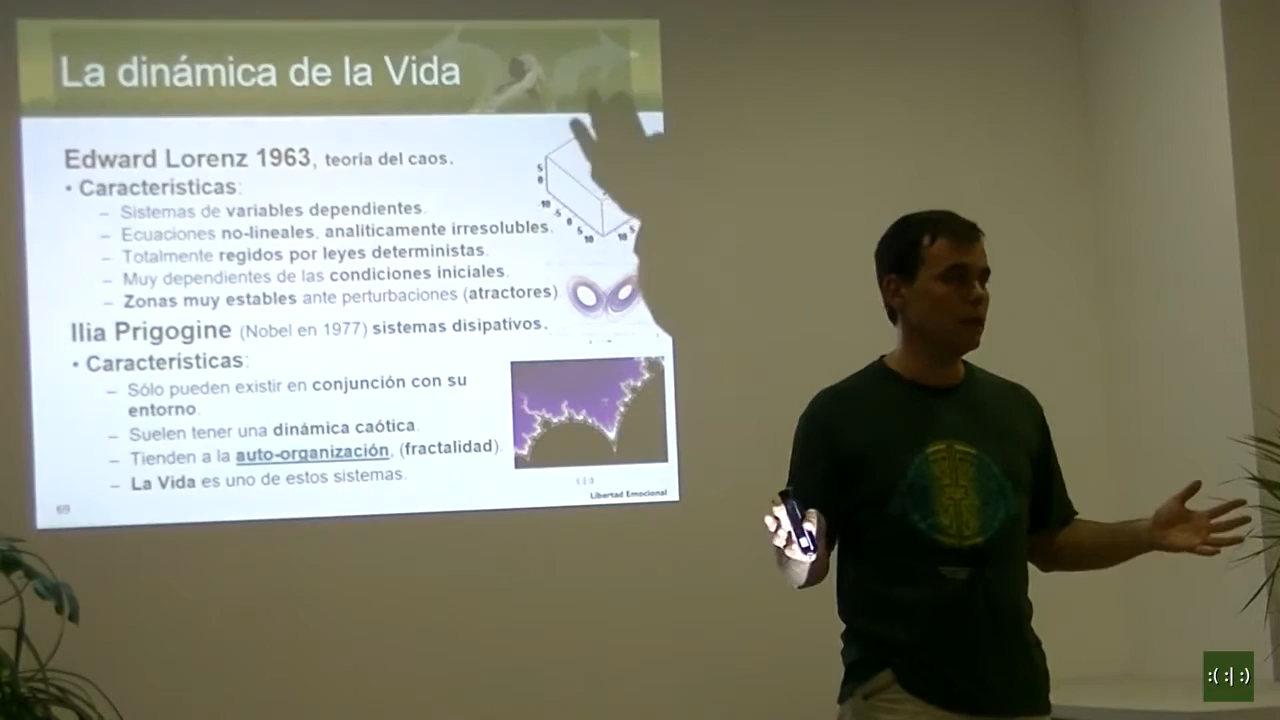 La dinámica de la Vida
Edward Lorenz 1963, teoría del caos.
• Características:
– Sistemas de variables dependientes.
– Ecuaciones no-lineales, analíticamente irresolubles.
– Totalmente regidos por leyes deterministas.
– Muy dependientes de las condiciones iniciales.
– Zonas muy estables ante perturbaciones (atractores)
Ilia Prigogine (Nobel en 1977) sistemas disipativos.
• Características:
– Sólo pueden existir en conjunción con su
entorno.
– Suelen tener una dinámica caótica.
– Tienden a la auto-organización, (fractalidad).
– La Vida es uno de estos sistemas.
69
Libertad Emocional
:( :| :)